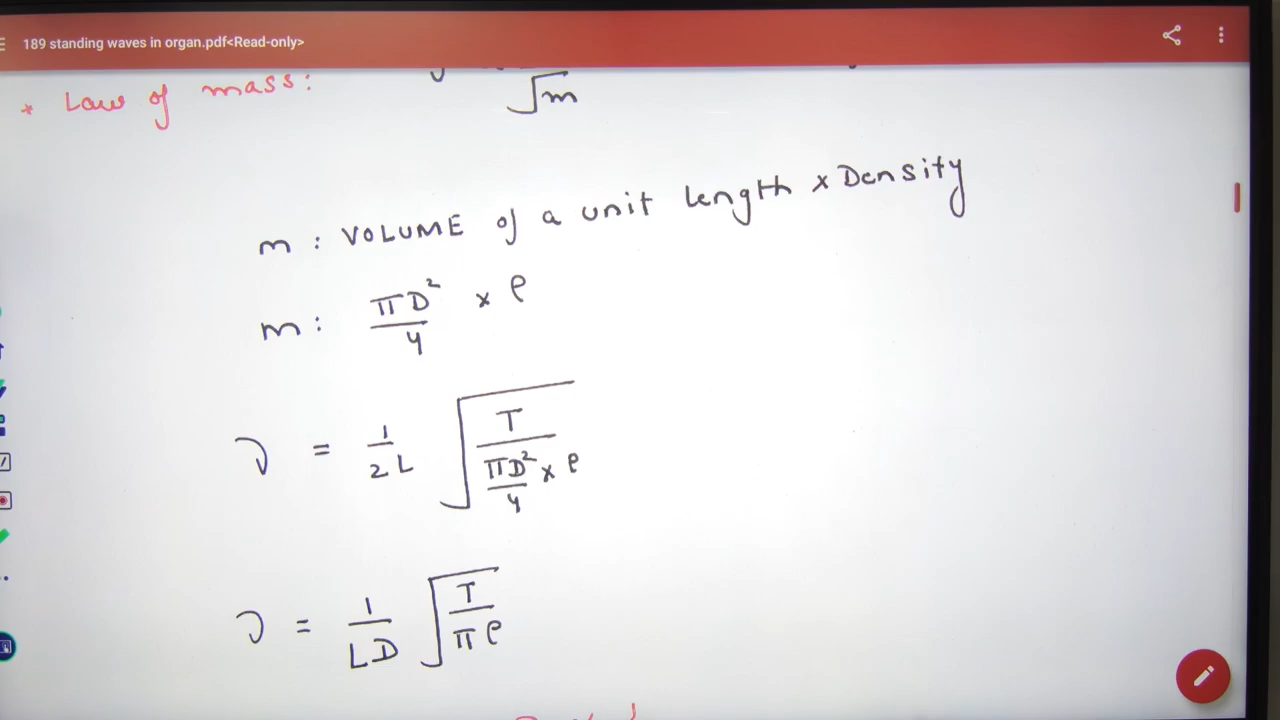 189 standing waves in organ.pdf<Read-only>
* Law of mass: √m
m : VOLUME of a unit length x Density
m : πD²/4 x ρ
ν = 1/2L √(T/(πD²/4 x ρ))
ν = 1/LD √(T/πρ)